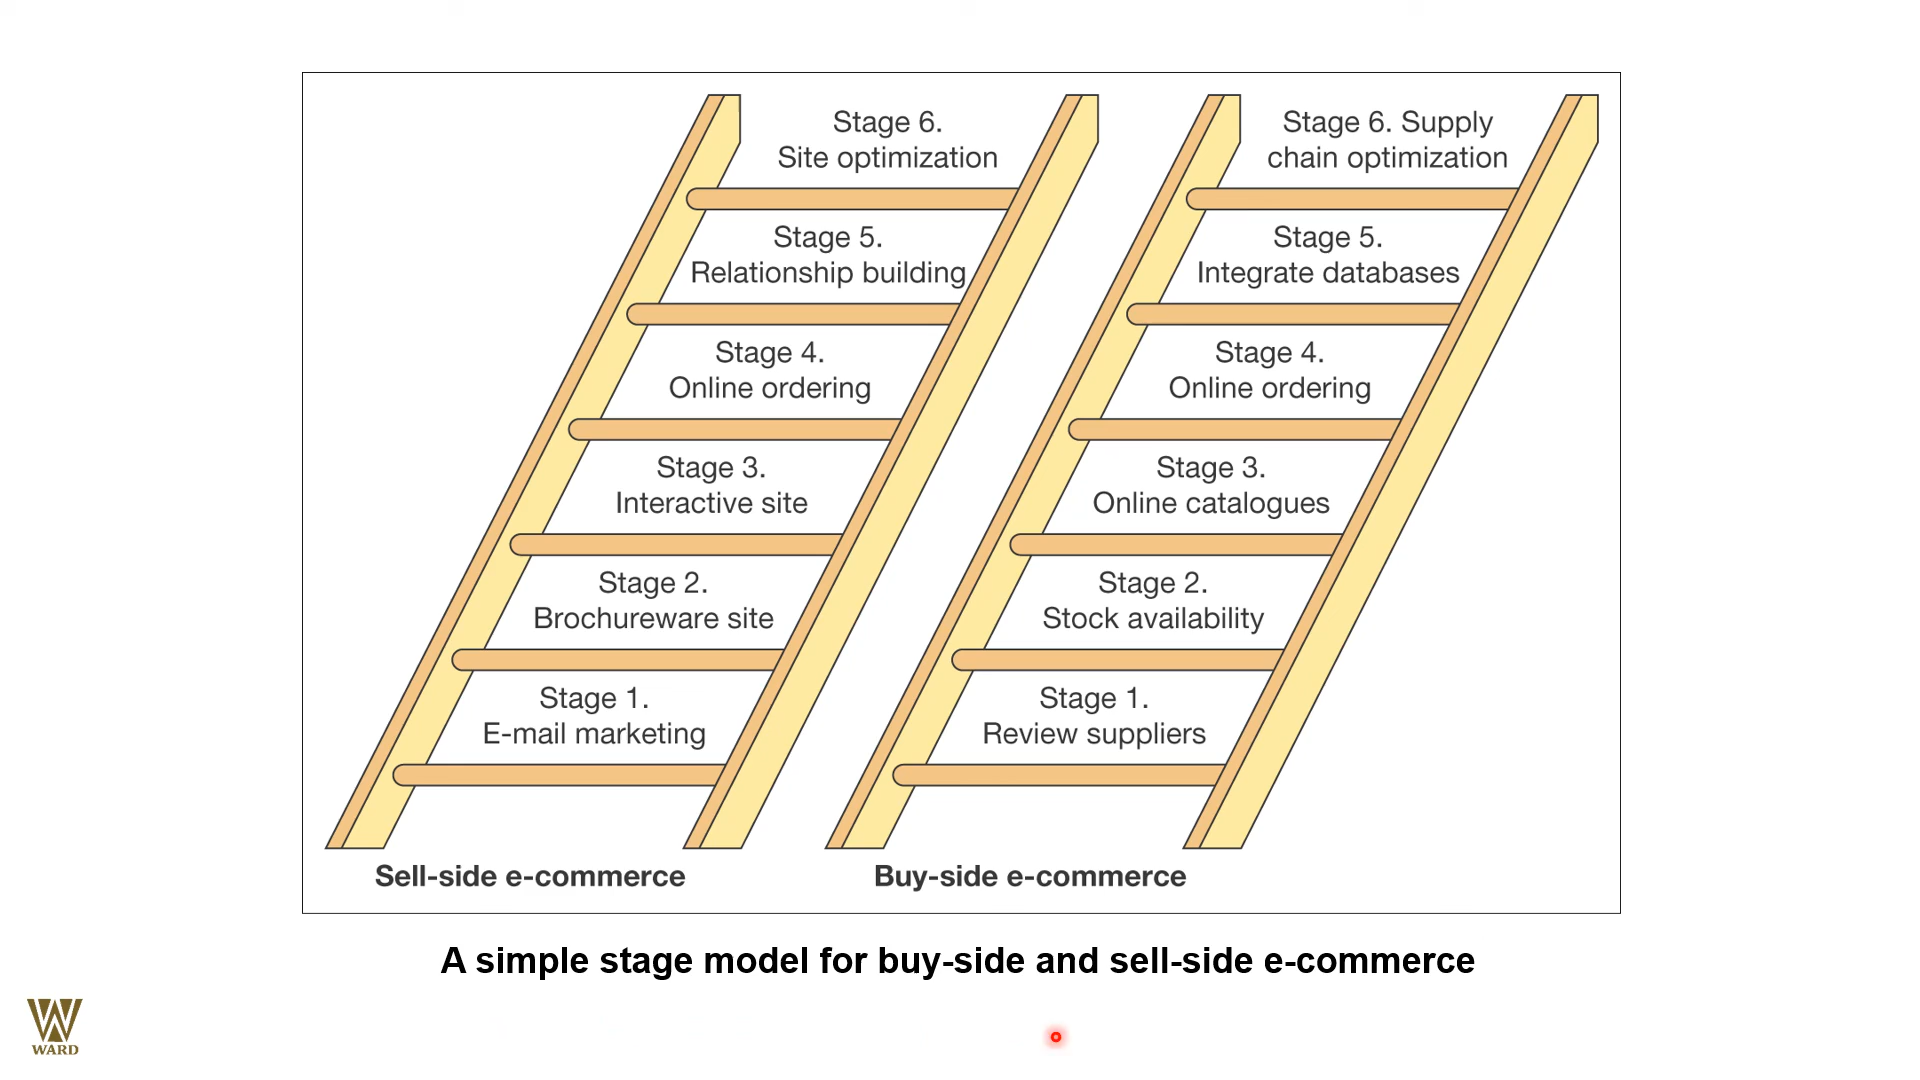 Stage 6.
Site optimization
Stage 5.
Relationship building
Stage 4.
Online ordering
Stage 3.
Interactive site
Stage 2.
Brochureware site
Stage 1.
E-mail marketing
Sell-side e-commerce
Stage 6. Supply
chain optimization
Stage 5.
Integrate databases
Stage 4.
Online ordering
Stage 3.
Online catalogues
Stage 2.
Stock availability
Stage 1.
Review suppliers
Buy-side e-commerce
A simple stage model for buy-side and sell-side e-commerce
WARD